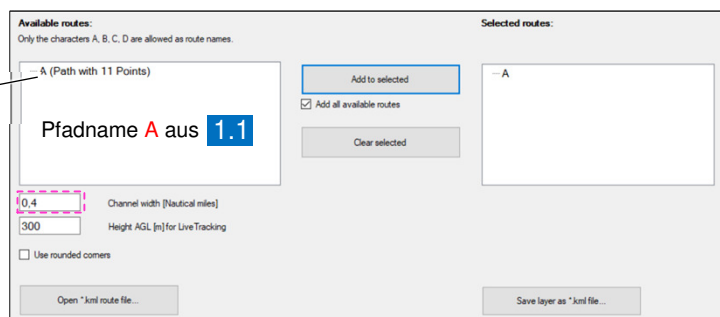 Available routes:
Selected routes:
Only the characters A, B, C, D are allowed as route names.
A (Path with 11 Points)
Add to selected
A
Add all available routes
Pfadname A aus 1.1
Clear selected
0,4 Channel width [Nautical miles]
300 Height AGL [m] for LiveTracking
Use rounded corners
Open *.kml route file...
Save layer as *.kml file...